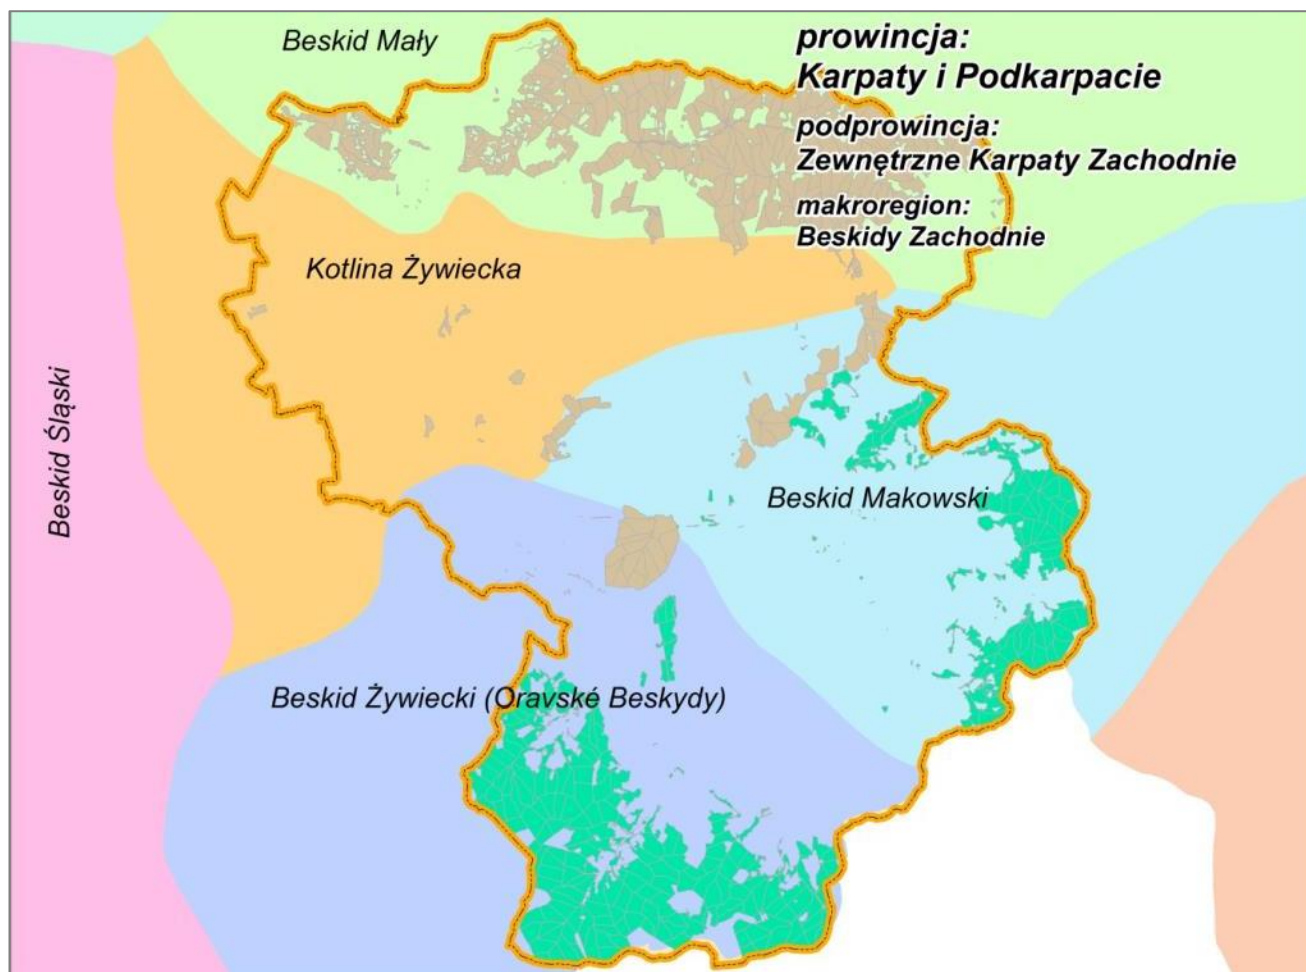 Beskid Mały
prowincja:
Karpaty i Podkarpacie
podprowincja:
Zewnętrzne Karpaty Zachodnie
makroregion:
Beskidy Zachodnie
Kotlina Żywiecka
Beskid Śląski
Beskid Makowski
Beskid Żywiecki (Oravské Beskydy)